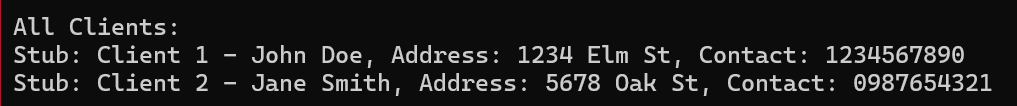 All Clients:
Stub: Client 1 - John Doe, Address: 1234 Elm St, Contact: 1234567890
Stub: Client 2 - Jane Smith, Address: 5678 Oak St, Contact: 0987654321